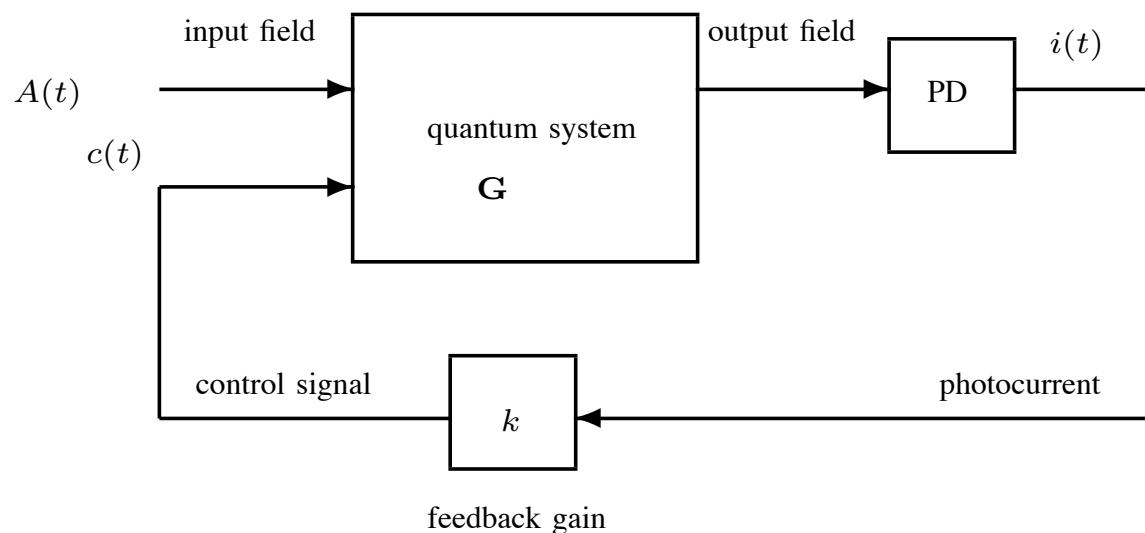 input field
output field
i(t)
A(t)
PD
c(t)
quantum system
G
control signal
photocurrent
k
feedback gain